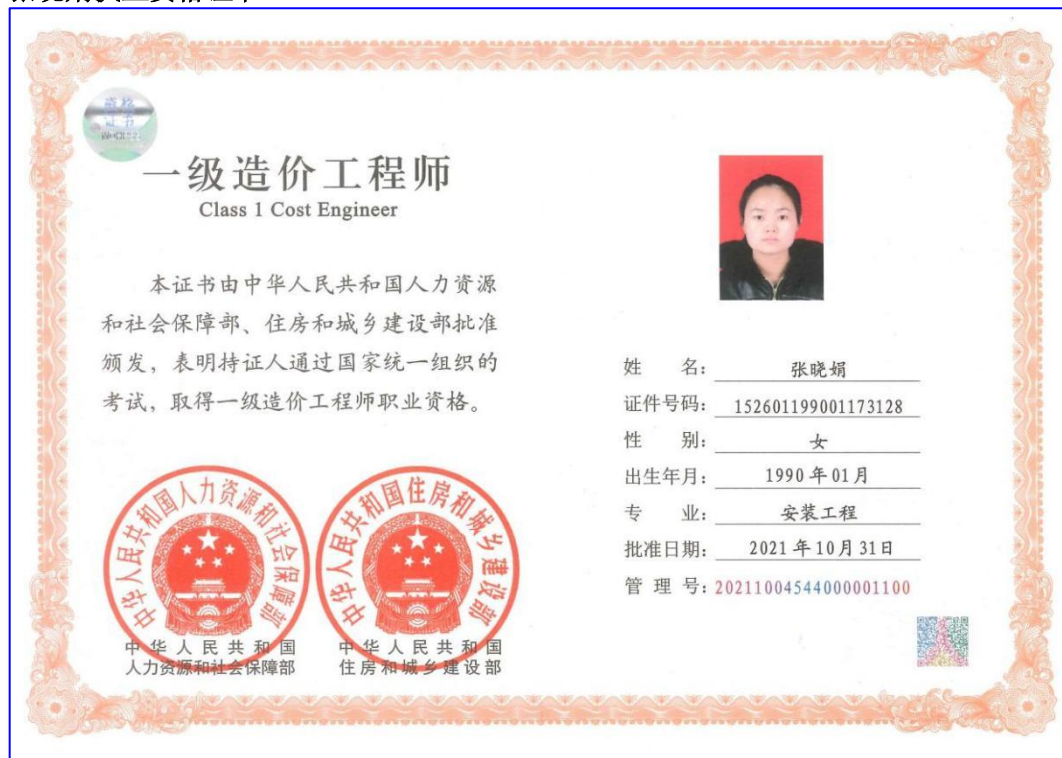 资格
证书
一级造价工程师
Class 1 Cost Engineer
本证书由中华人民共和国人力资源
和社会保障部、住房和城乡建设部批准
颁发，表明持证人通过国家统一组织的
考试，取得一级造价工程师职业资格。
姓 名： 张晓娟
证件号码： 152601199001173128
性 别： 女
出生年月： 1990年01月
专 业： 安装工程
批准日期： 2021年10月31日
管 理 号：20211004544000001100
中华人民共和国人力资源和社会保障部
中华人民共和国住房和城乡建设部
中华人民共和国
人力资源和社会保障部
中华人民共和国
住房和城乡建设部